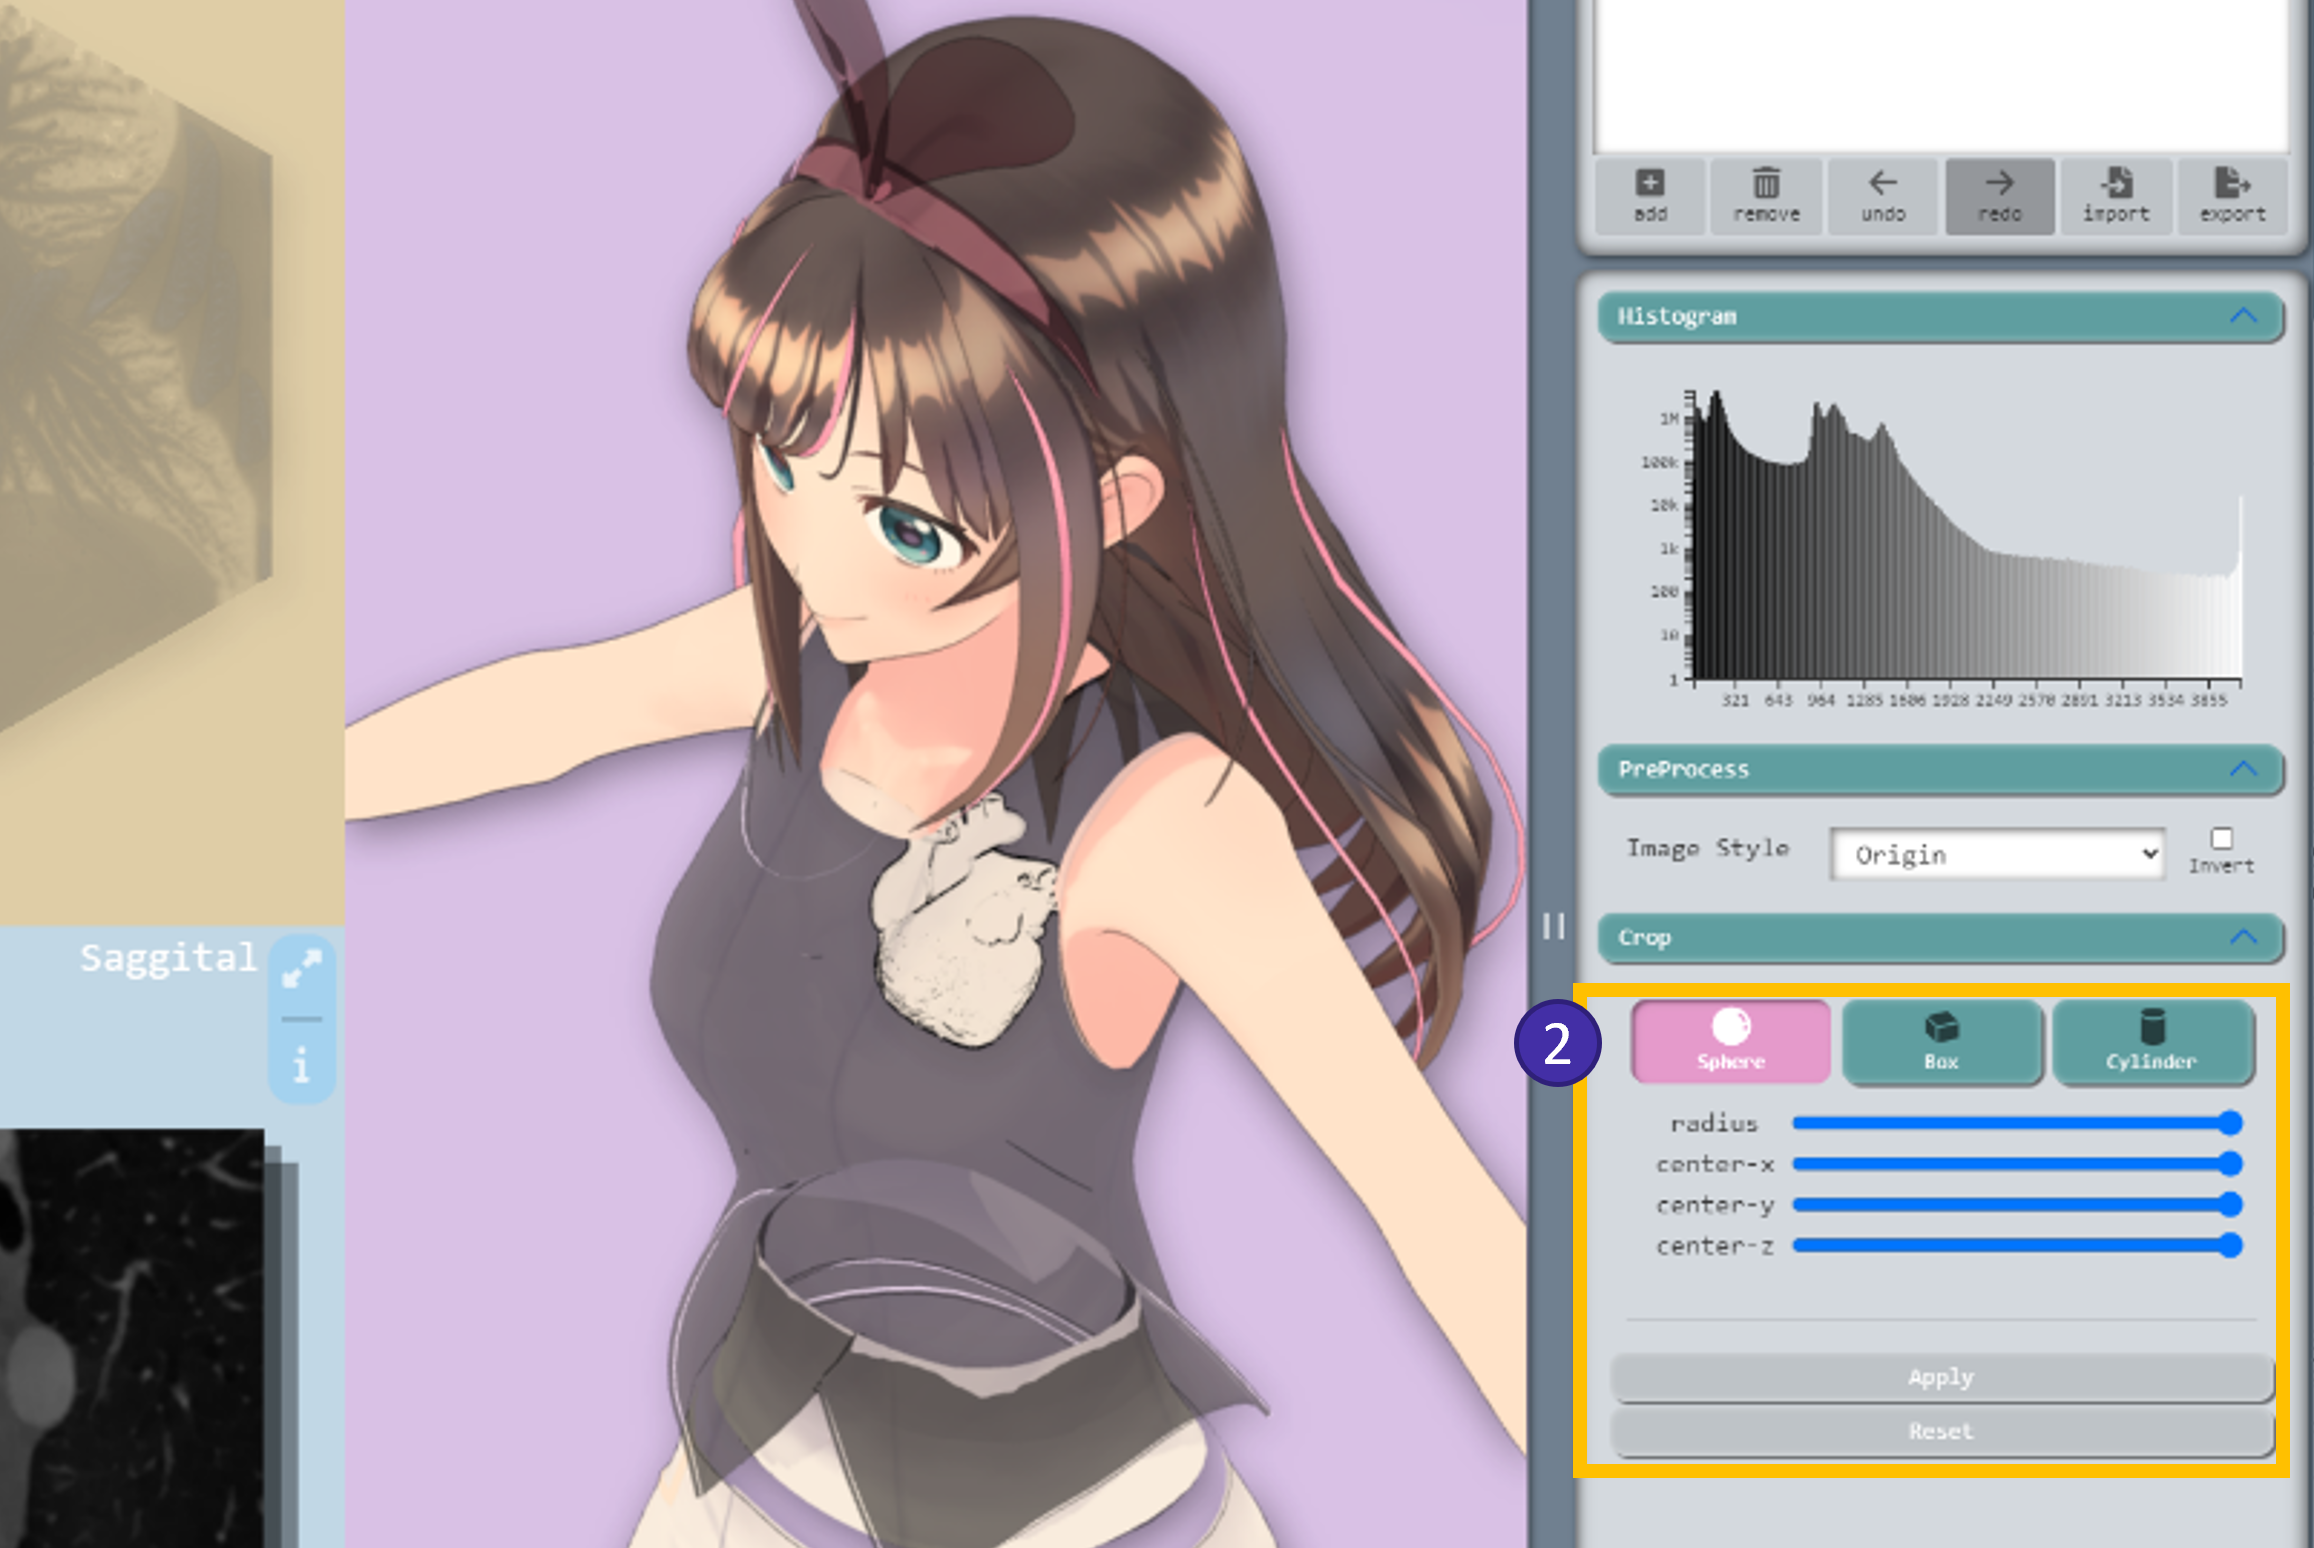 add remove undo redo import export
Histogram
1M
100k
10k
1k
100
10
1
321 643 964 1285 1606 1928 2249 2570 2891 3213 3534 3855
PreProcess
Image Style Origin Invert
Crop
Saggital
i
2
Sphere Box Cylinder
radius
center-x
center-y
center-z
Apply
Reset